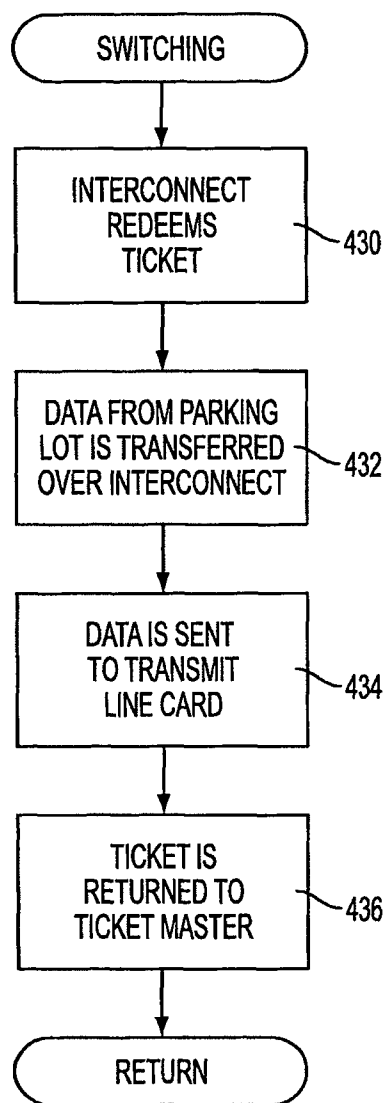 SWITCHING
INTERCONNECT
REDEEMS
TICKET
430
DATA FROM PARKING
LOT IS TRANSFERRED
OVER INTERCONNECT
432
DATA IS SENT
TO TRANSMIT
LINE CARD
434
TICKET IS
RETURNED TO
TICKET MASTER
436
RETURN